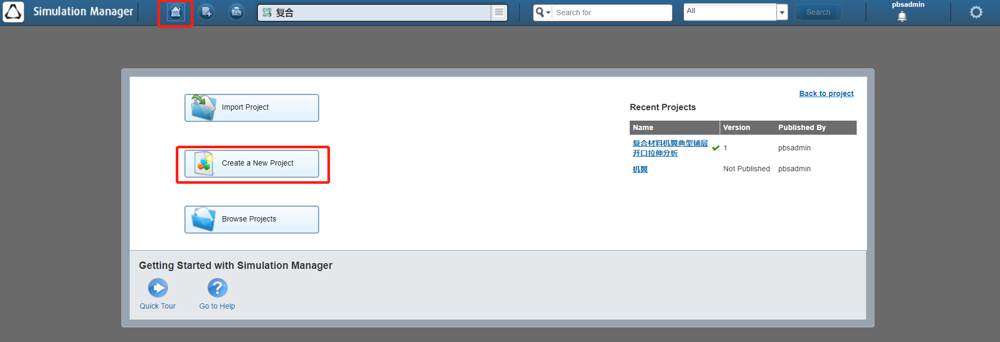 Simulation Manager
复合
Search for
All
Search
pbsadmin
Import Project
Create a New Project
Browse Projects
Back to project
Recent Projects
Name Version Published By
复合材料机翼典型铺层
开口拉伸分析 1 pbsadmin
机翼 Not Published pbsadmin
Getting Started with Simulation Manager
?
Quick Tour Go to Help